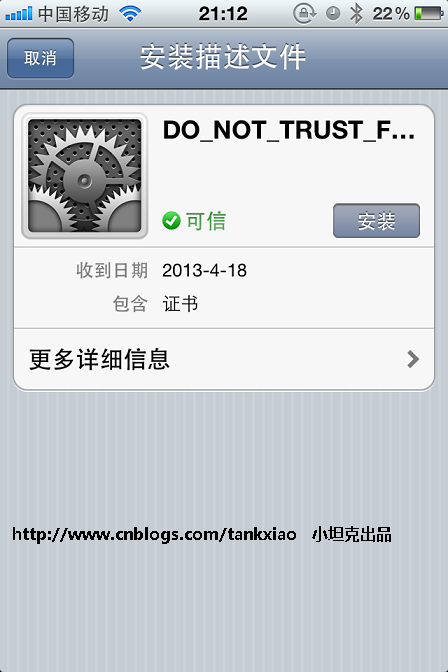 中国移动 21:12 22%
取消 安装描述文件
DO_NOT_TRUST_F...
可信 安装
收到日期 2013-4-18
包含 证书
更多详细信息
http://www.cnblogs.com/tankxiao 小坦克出品